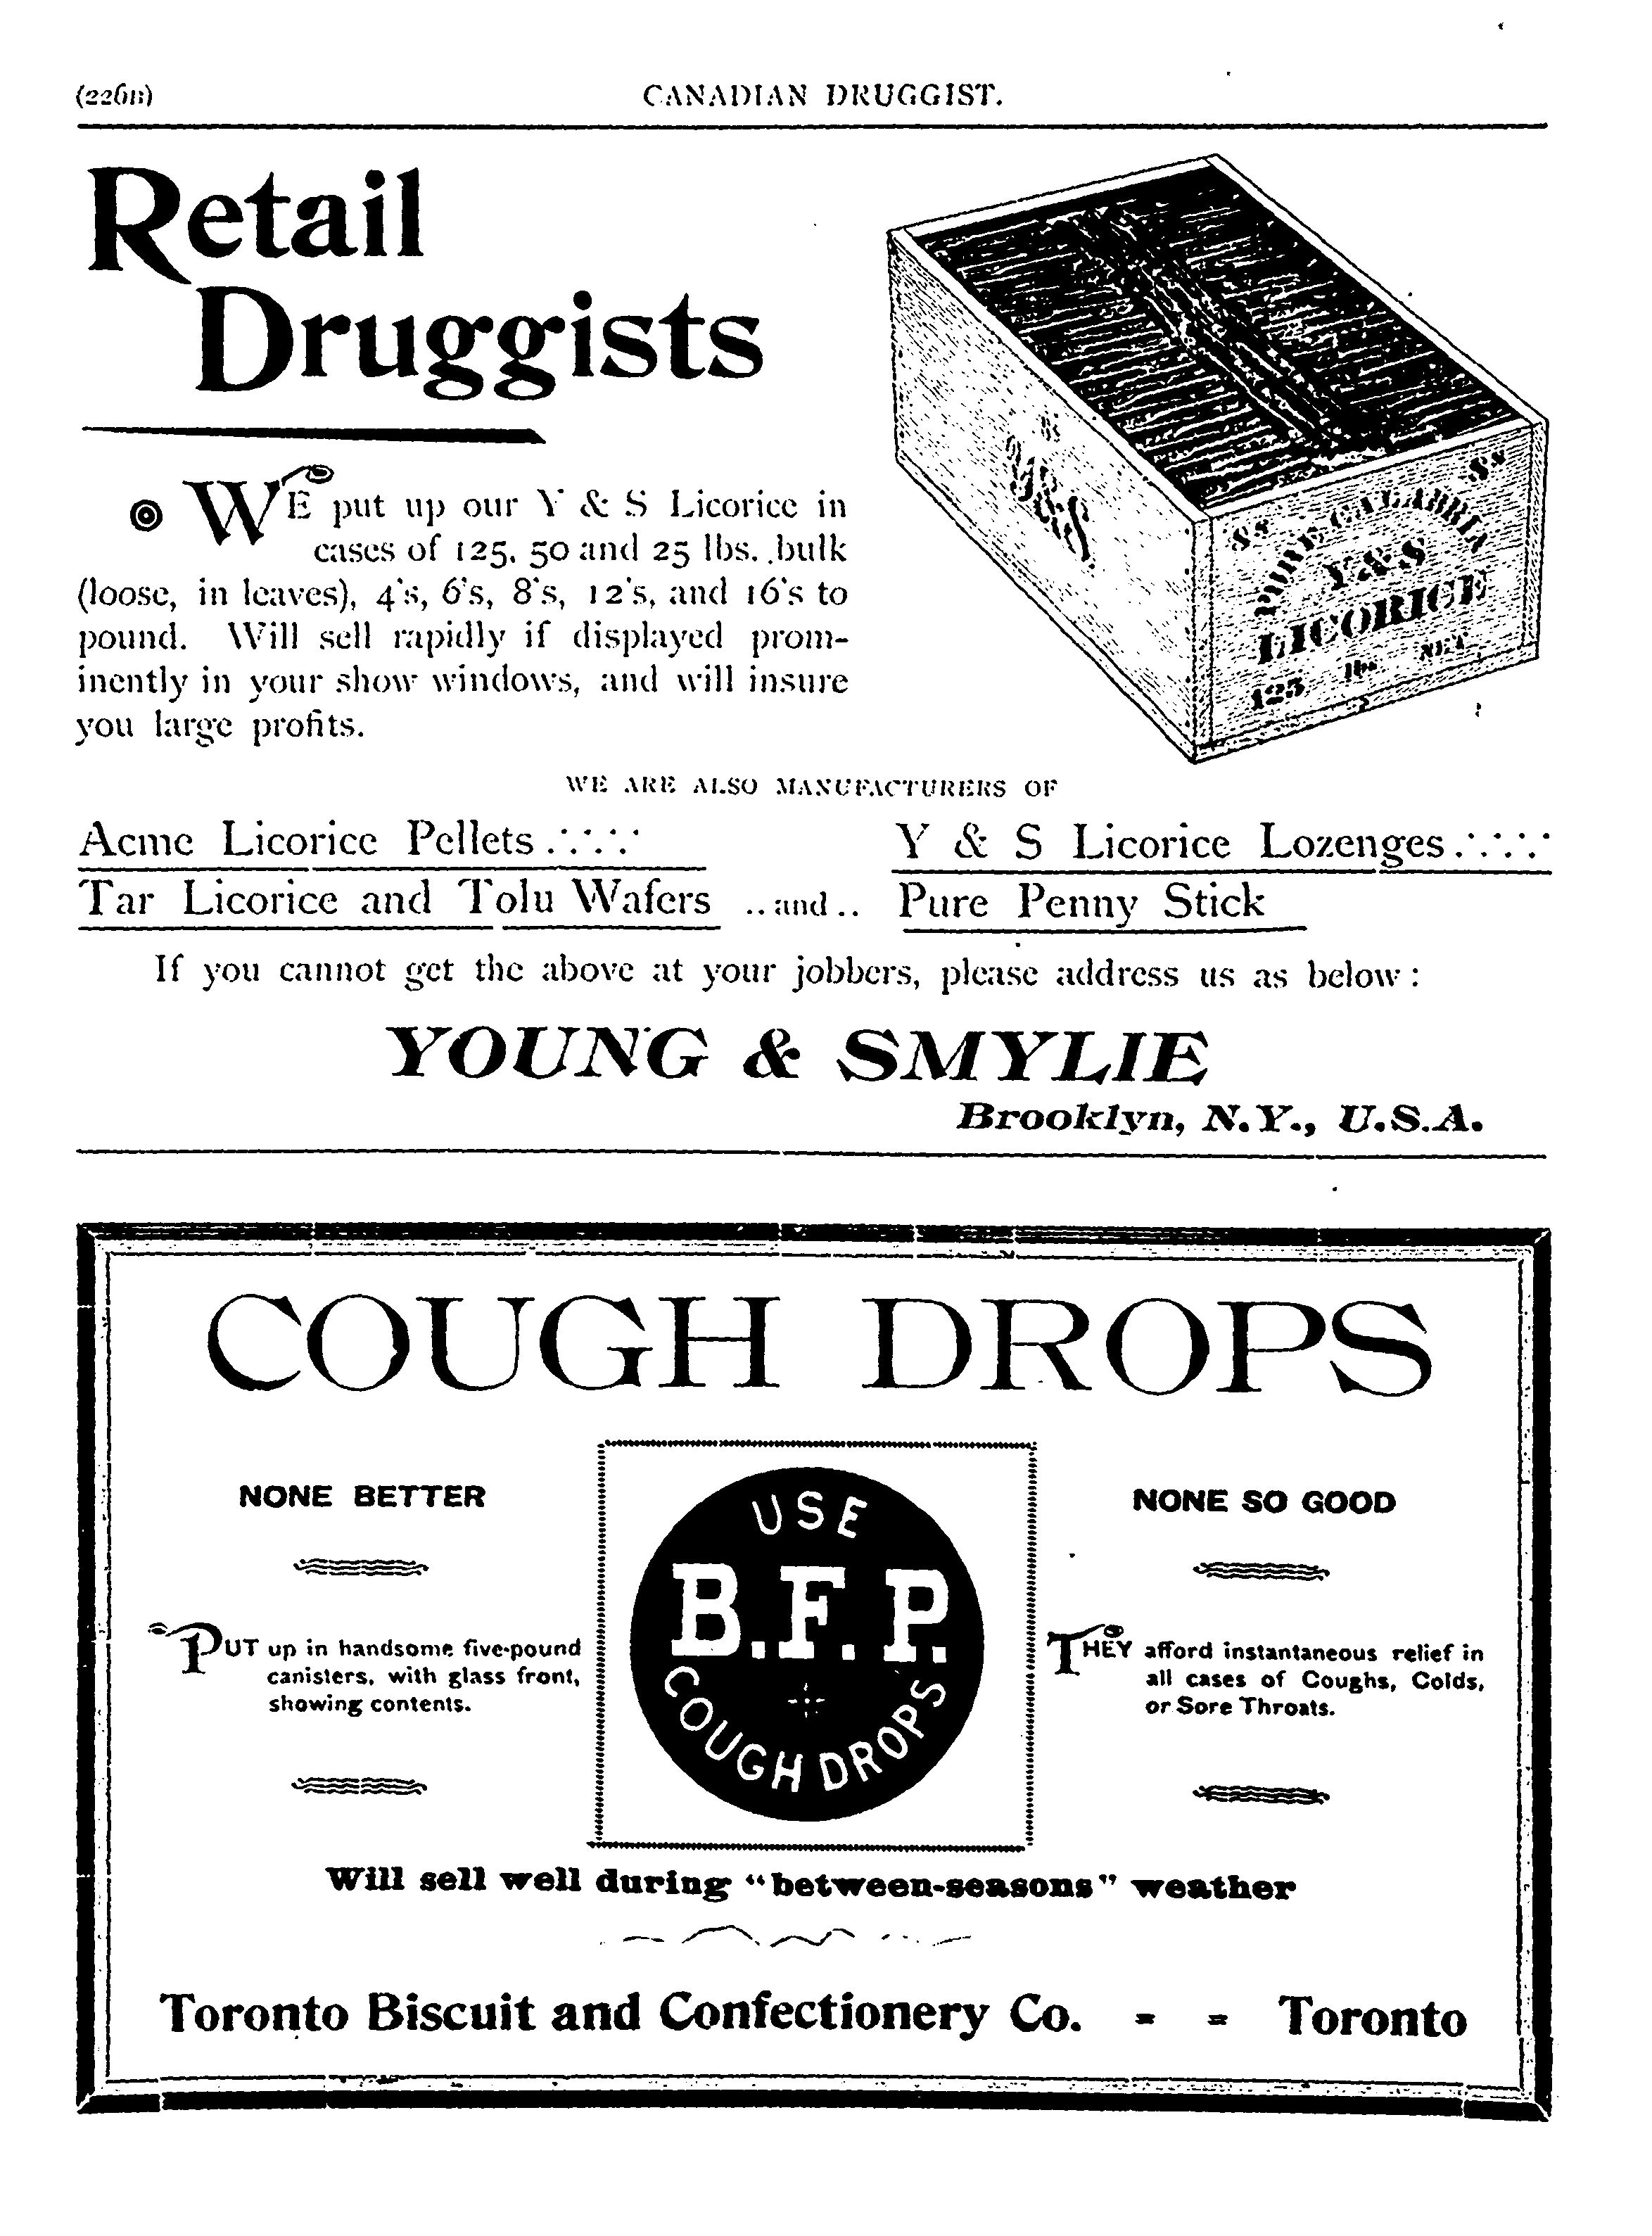 (226B)
CANADIAN DRUGGIST.
Retail
Druggists
WE put up our Y & S Licorice in
cases of 125, 50 and 25 lbs. bulk
(loose, in leaves), 4's, 6's, 8's, 12's, and 16's to
pound. Will sell rapidly if displayed prom-
inently in your show windows, and will insure
you large profits.
Y&S
8s 8s
PURE CALABRIA
Y & S
LICORICE
125 lbs NET
WE ARE ALSO MANUFACTURERS OF
Acme Licorice Pellets
Y & S Licorice Lozenges
Tar Licorice and Tolu Wafers ..and.. Pure Penny Stick
If you cannot get the above at your jobbers, please address us as below:
YOUNG & SMYLIE
Brooklyn, N.Y., U.S.A.
COUGH DROPS
NONE BETTER
PUT up in handsome five-pound
canisters, with glass front,
showing contents.
USE
B.F.P.
COUGH DROPS
NONE SO GOOD
THEY afford instantaneous relief in
all cases of Coughs, Colds,
or Sore Throats.
Will sell well during "between-seasons" weather
Toronto Biscuit and Confectionery Co. - - Toronto